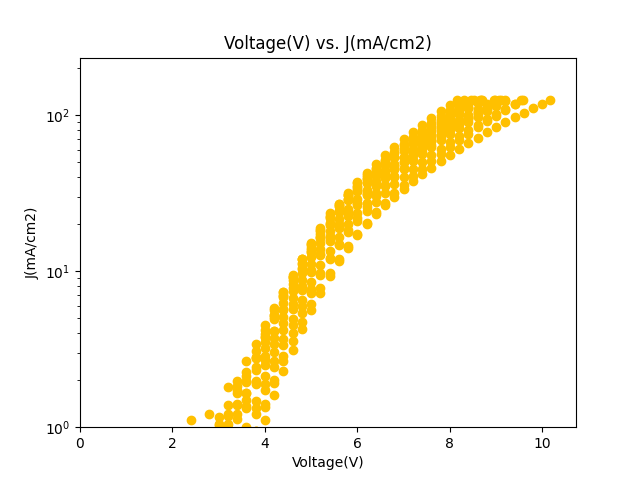 Voltage(V) vs. J(mA/cm2)
J(mA/cm2)
10²
10¹
10⁰
0 2 4 6 8 10
Voltage(V)